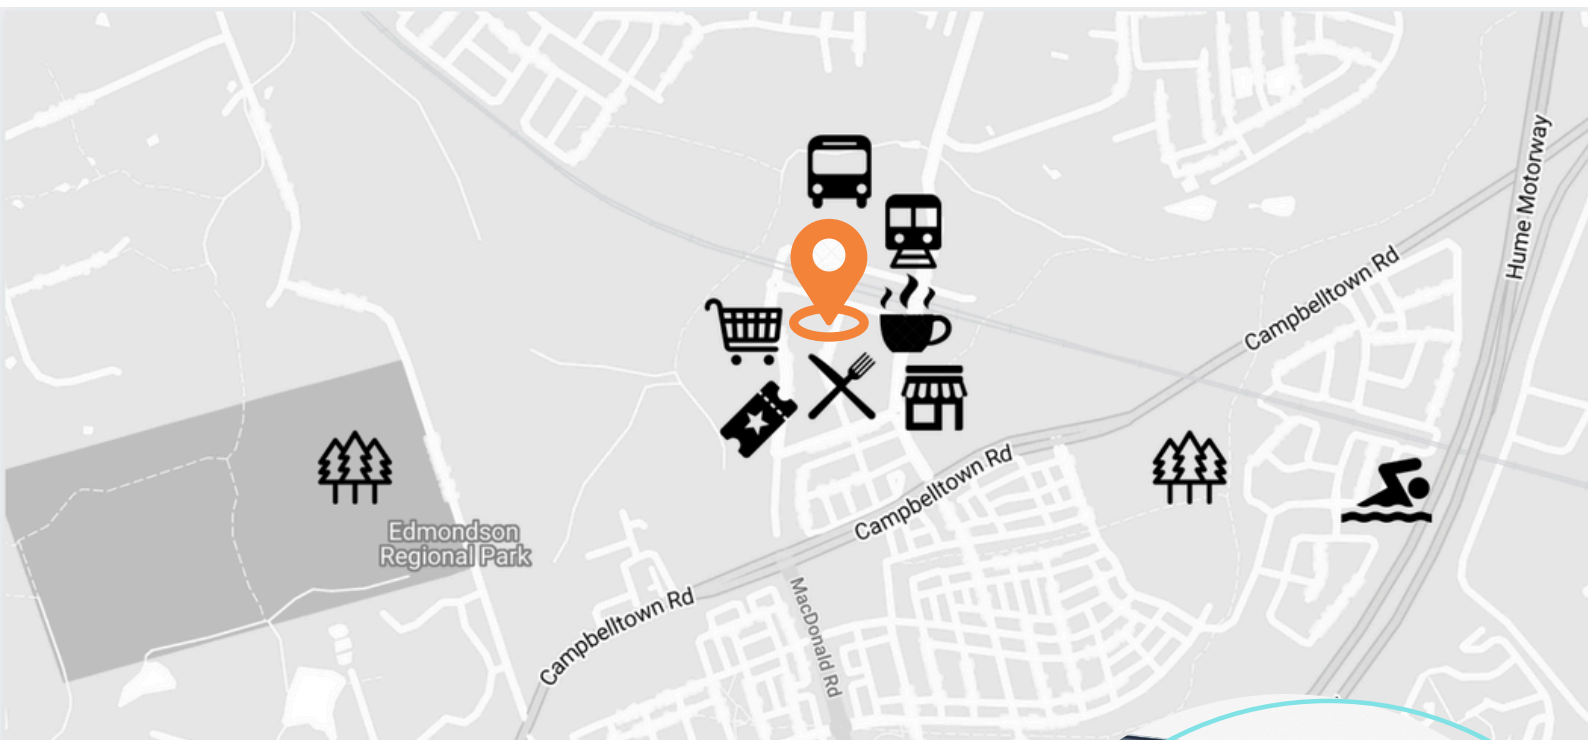 Hume Motorway
Campbelltown Rd
Campbelltown Rd
Edmondson
Regional Park
Campbelltown Rd
MacDonald Rd